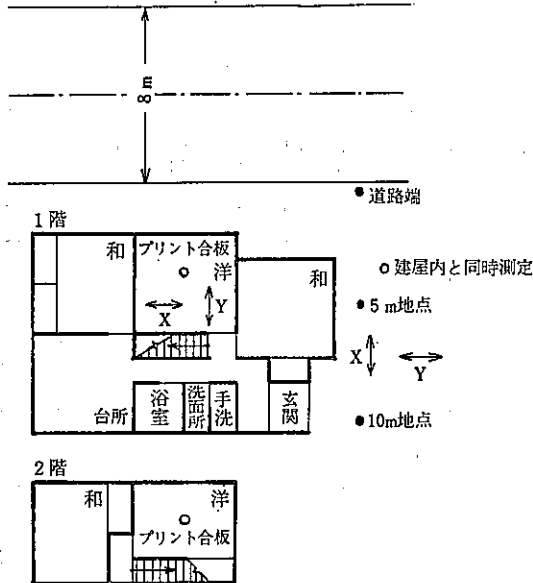 8m
道路端
1階
和
プリント合板
洋
和
建屋内と同時測定
X
Y
5m地点
X
Y
台所
浴室
洗面所
手洗
玄関
10m地点
2階
和
洋
プリント合板